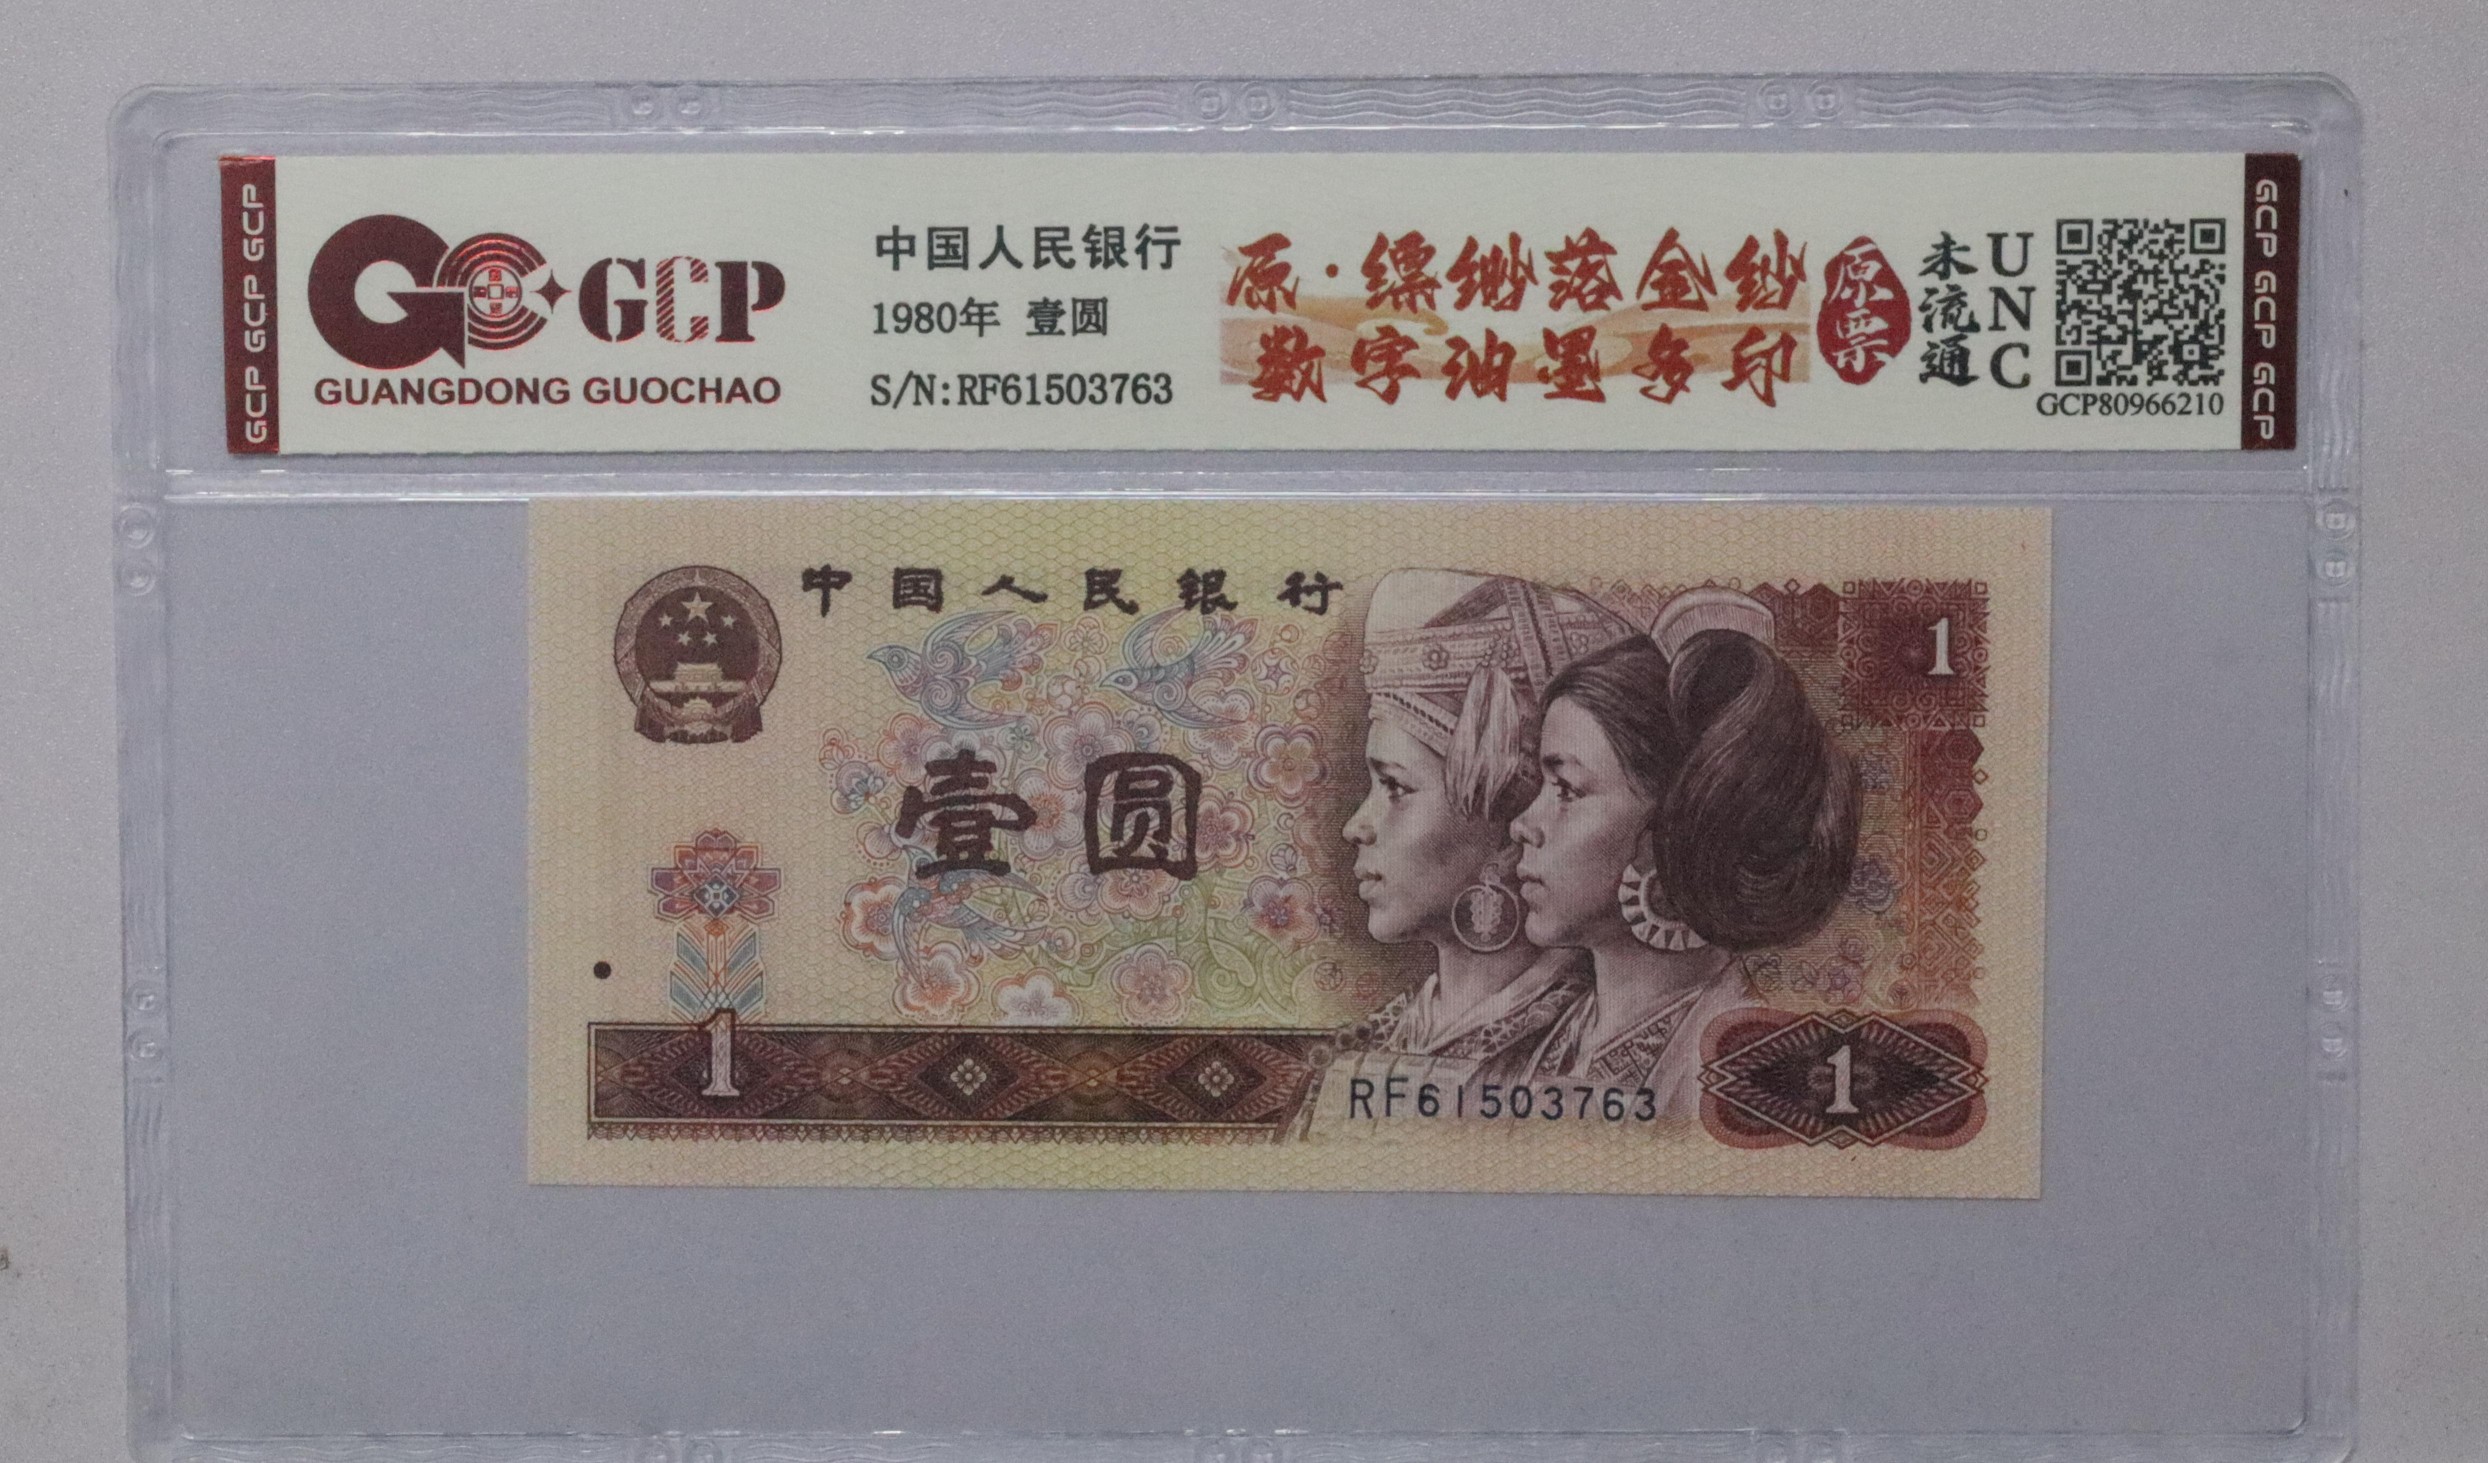 GCP GCP GCP
GCP
GUANGDONG GUOCHAO
中国人民银行
1980年 壹圆
S/N:RF61503763
原·缥缈落金纱
数字油墨多印
原票
未流通
UNC
GCP80966210
GCP GCP GCP
中国人民银行
1
壹圆
1
RF61503763
1